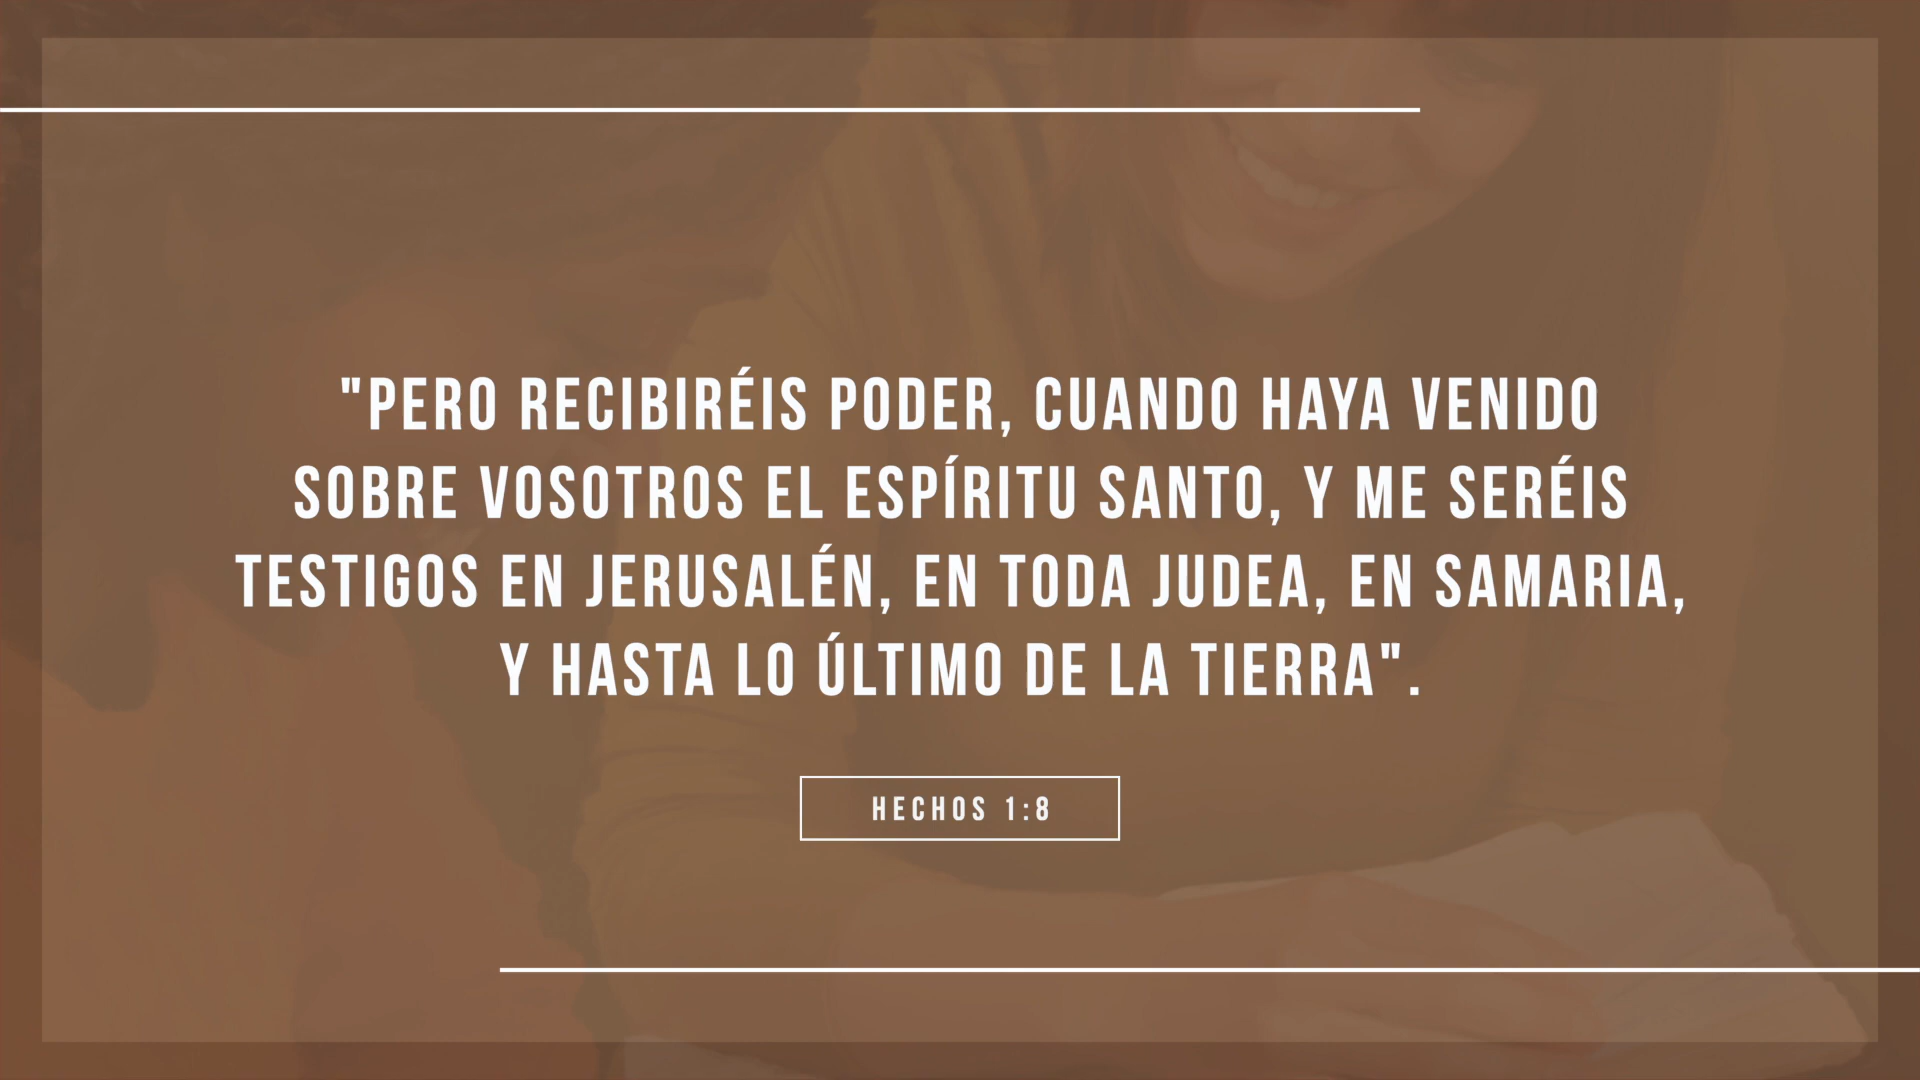 "PERO RECIBIRÉIS PODER, CUANDO HAYA VENIDO
SOBRE VOSOTROS EL ESPÍRITU SANTO, Y ME SERÉIS
TESTIGOS EN JERUSALÉN, EN TODA JUDEA, EN SAMARIA,
Y HASTA LO ÚLTIMO DE LA TIERRA".
HECHOS 1:8